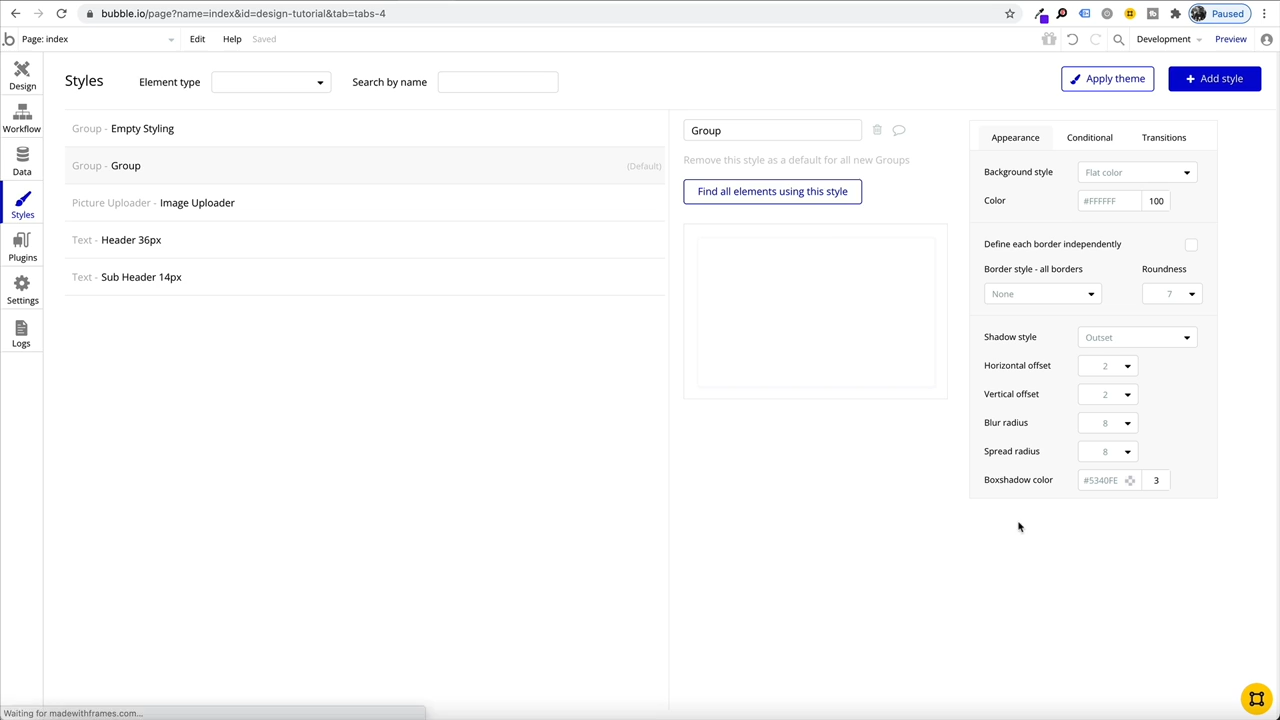 bubble.io/page?name=index&id=design-tutorial&tab=tabs-4
Paused
Page: index
Edit
Help
Saved
Development
Preview
Design
Workflow
Data
Styles
Plugins
Settings
Logs
Styles
Element type
Search by name
Apply theme
+ Add style
Group - Empty Styling
Group - Group
(Default)
Picture Uploader - Image Uploader
Text - Header 36px
Text - Sub Header 14px
Group
Remove this style as a default for all new Groups
Find all elements using this style
Appearance
Conditional
Transitions
Background style
Flat color
Color
#FFFFFF
100
Define each border independently
Border style - all borders
Roundness
None
7
Shadow style
Outset
Horizontal offset
2
Vertical offset
2
Blur radius
8
Spread radius
8
Boxshadow color
#5340FE
3
Waiting for madewithframes.com...